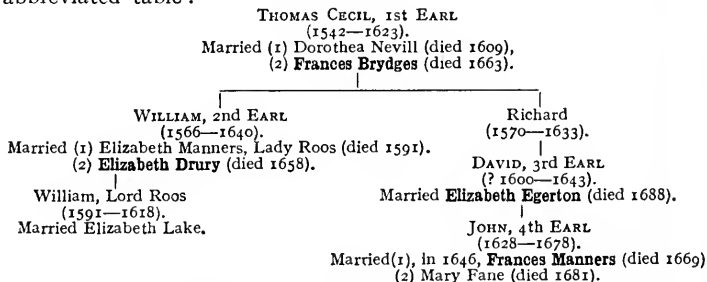 abbreviated table :
THOMAS CECIL, 1ST EARL
(1542—1623).
Married (1) Dorothea Nevill (died 1609),
(2) Frances Brydges (died 1663).
WILLIAM, 2nd EARL
(1566—1640).
Married (1) Elizabeth Manners, Lady Roos (died 1591).
(2) Elizabeth Drury (died 1658).
William, Lord Roos
(1591—1618).
Married Elizabeth Lake.
Richard
(1570—1633).
DAVID, 3rd EARL
(? 1600—1643).
Married Elizabeth Egerton (died 1688).
JOHN, 4th EARL
(1628—1678).
Married(1), in 1646, Frances Manners (died 1669)
(2) Mary Fane (died 1681).